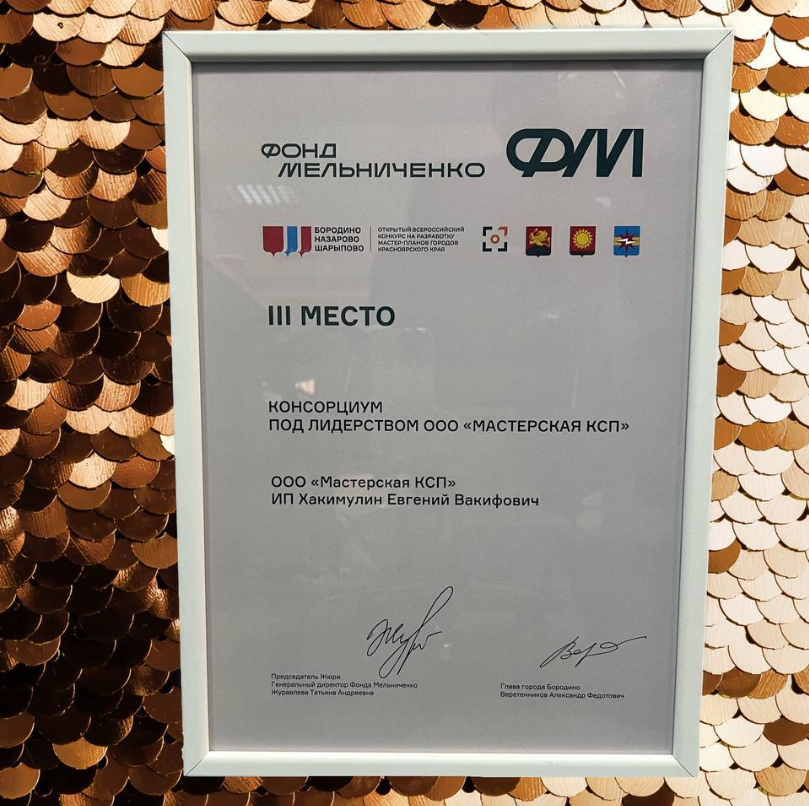 ФОНД
МЕЛЬНИЧЕНКО
ФМ
БОРОДИНО
НАЗАРОВО
ШАРЫПОВО
ОТКРЫТЫЙ ВСЕРОССИЙСКИЙ
КОНКУРС НА РАЗРАБОТКУ
МАСТЕР-ПЛАНОВ ГОРОДОВ
КРАСНОЯРСКОГО КРАЯ
III МЕСТО
КОНСОРЦИУМ
ПОД ЛИДЕРСТВОМ ООО «МАСТЕРСКАЯ КСП»
ООО «Мастерская КСП»
ИП Хакимулин Евгений Вакифович
Председатель Жюри
Генеральный директор Фонда Мельниченко
Журавлева Татьяна Андреевна
Глава города Бородино
Веретенников Александр Федотович